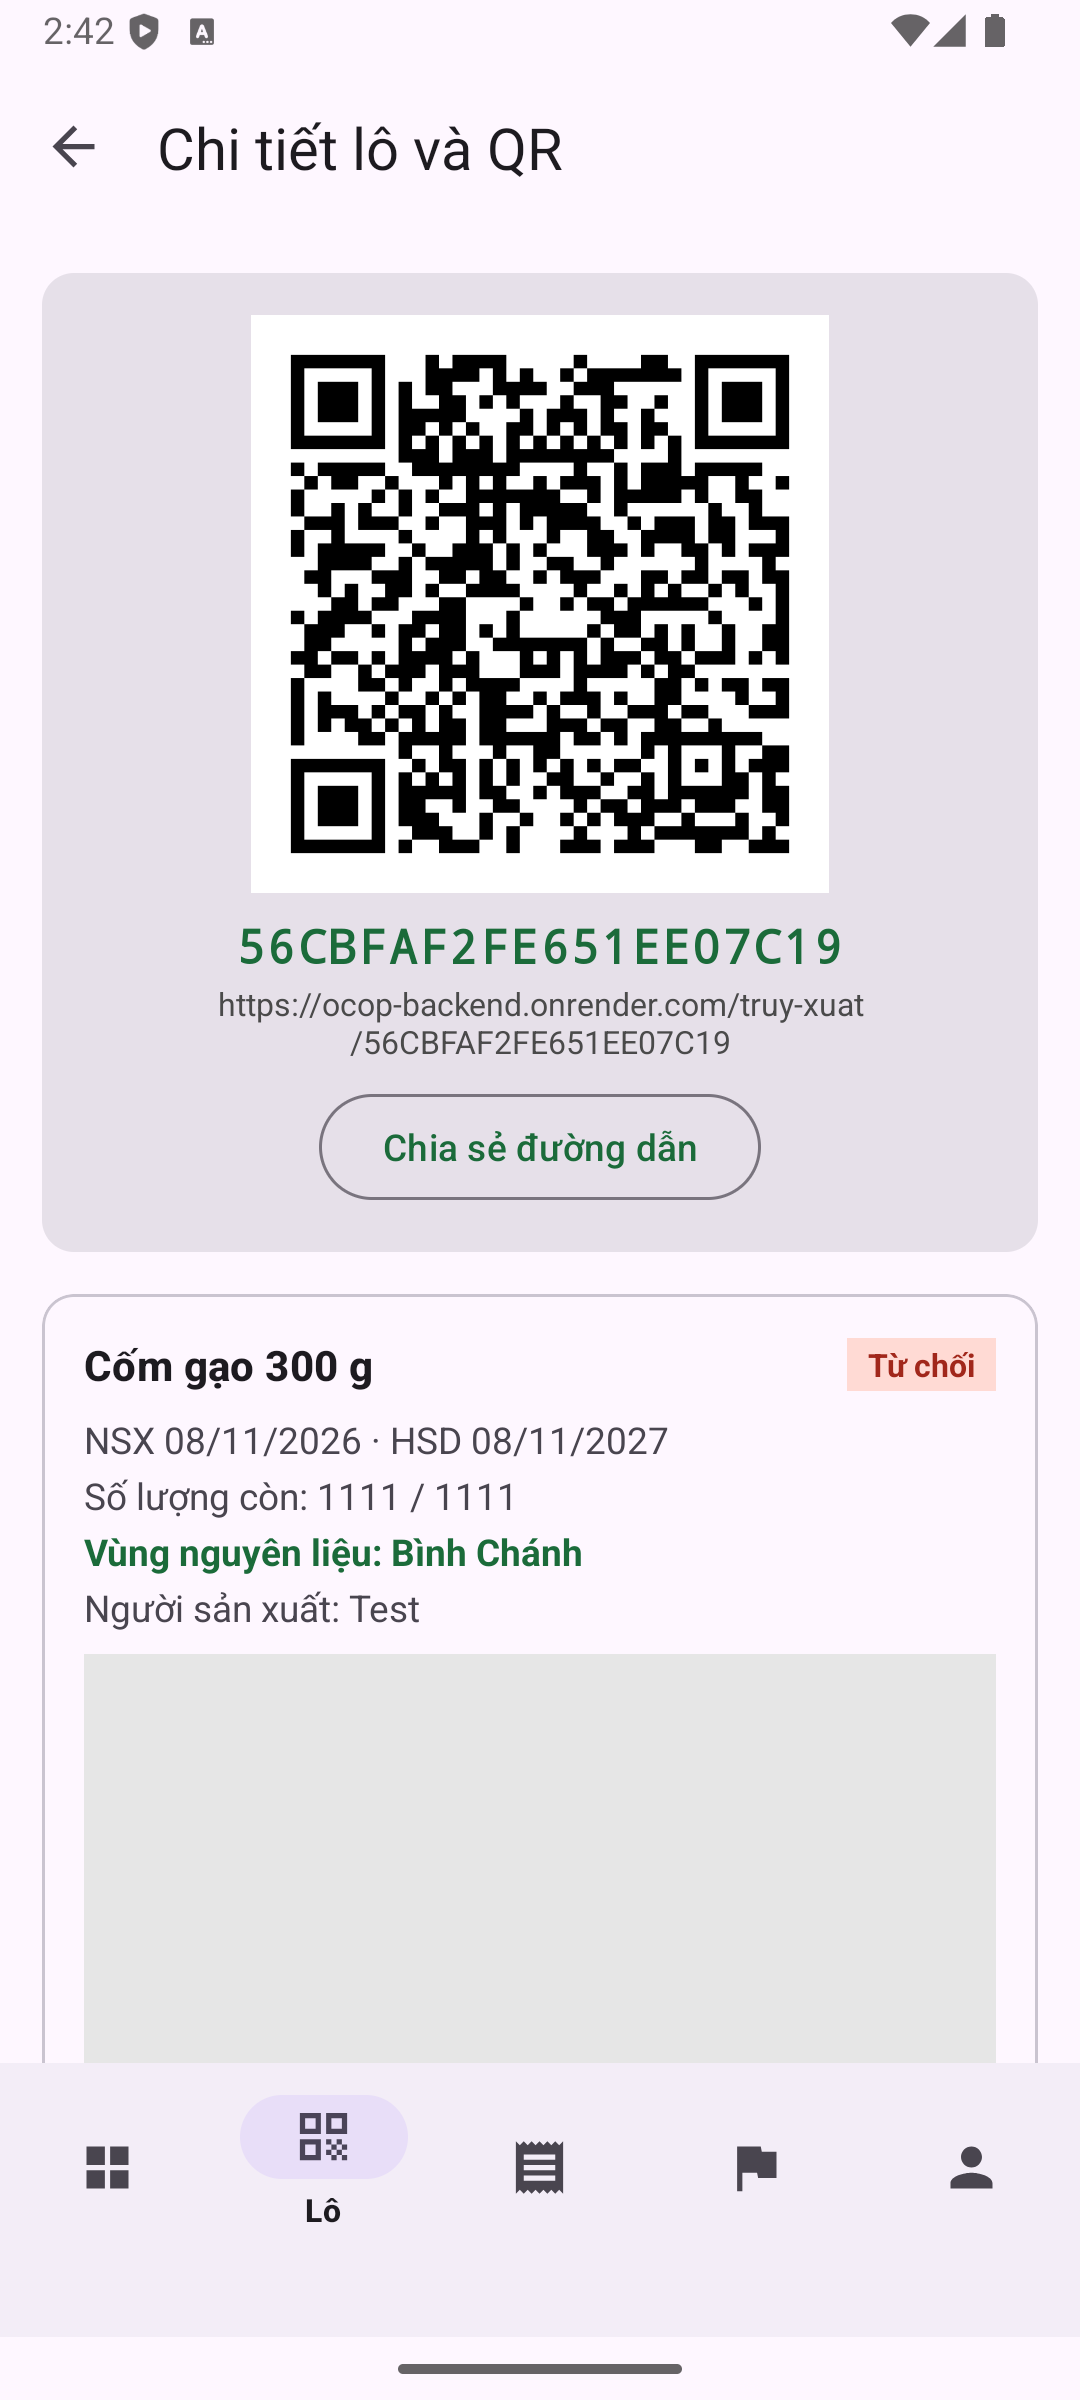 2:42
Chi tiết lô và QR
56CBFAF2FE651EE07C19
https://ocop-backend.onrender.com/truy-xuat
/56CBFAF2FE651EE07C19
Chia sẻ đường dẫn
Cốm gạo 300 g
Từ chối
NSX 08/11/2026 · HSD 08/11/2027
Số lượng còn: 1111 / 1111
Vùng nguyên liệu: Bình Chánh
Người sản xuất: Test
Lô